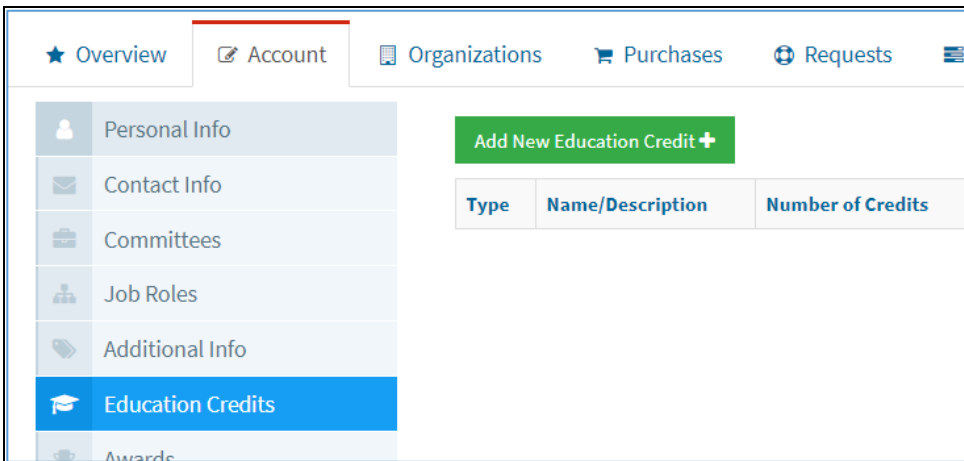 Overview Account Organizations Purchases Requests
Personal Info
Add New Education Credit
Contact Info
Type Name/Description Number of Credits
Committees
Job Roles
Additional Info
Education Credits
Awards